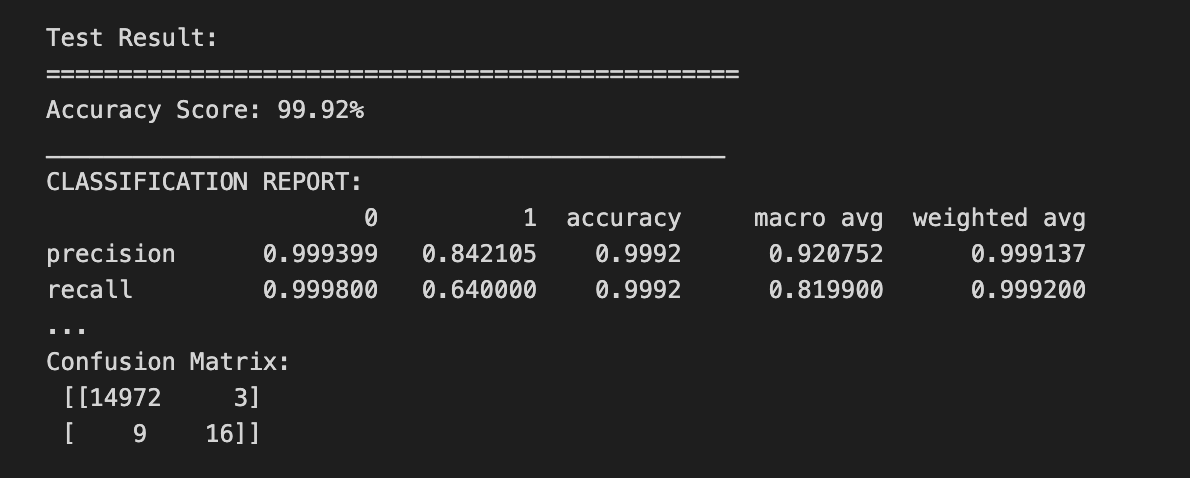 Test Result:
================================================
Accuracy Score: 99.92%
_______________________________________________
CLASSIFICATION REPORT:
                      0          1  accuracy     macro avg  weighted avg
precision      0.999399   0.842105    0.9992      0.920752      0.999137
recall         0.999800   0.640000    0.9992      0.819900      0.999200
...
Confusion Matrix:
 [[14972     3]
 [    9    16]]